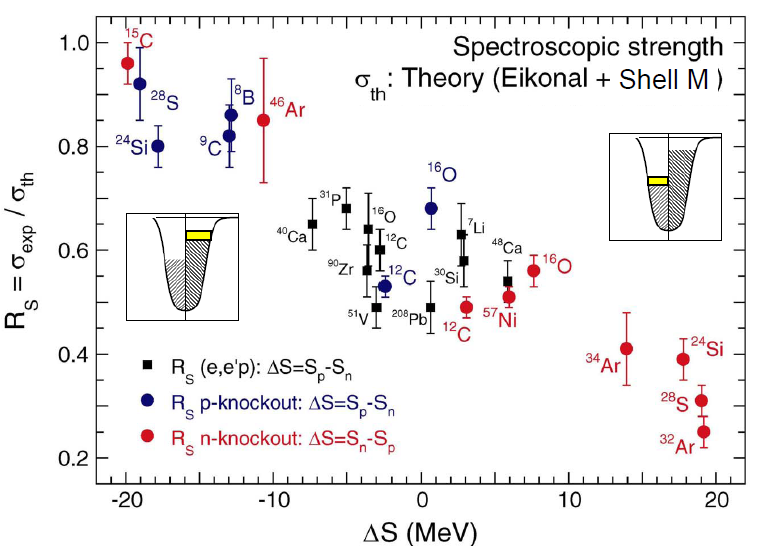 Spectroscopic strength
σth: Theory (Eikonal + Shell M )
RS = σexp / σth
1.0
0.8
0.6
0.4
0.2
15C
28S
24Si
8B
9C
46Ar
16O
31P
40Ca
16O
12C
90Zr
12C
51V
208Pb
7Li
30Si
48Ca
16O
12C
57Ni
34Ar
24Si
28S
32Ar
RS (e,e'p): ΔS=Sp-Sn
RS p-knockout: ΔS=Sp-Sn
RS n-knockout: ΔS=Sn-Sp
-20 -10 0 10 20
ΔS (MeV)